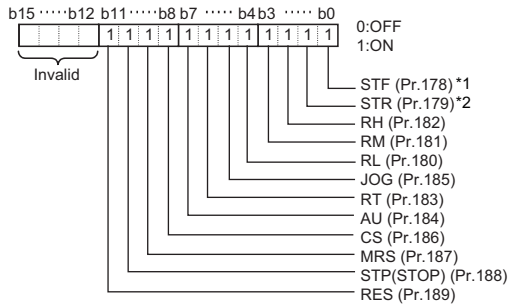 b15 ·····b12 b11·····b8 b7 ·····b4 b3 ·····b0
1 1 1 1 1 1 1 1 1 1 1 1
0:OFF
1:ON
Invalid
STF (Pr.178) *1
STR (Pr.179)*2
RH (Pr.182)
RM (Pr.181)
RL (Pr.180)
JOG (Pr.185)
RT (Pr.183)
AU (Pr.184)
CS (Pr.186)
MRS (Pr.187)
STP(STOP) (Pr.188)
RES (Pr.189)